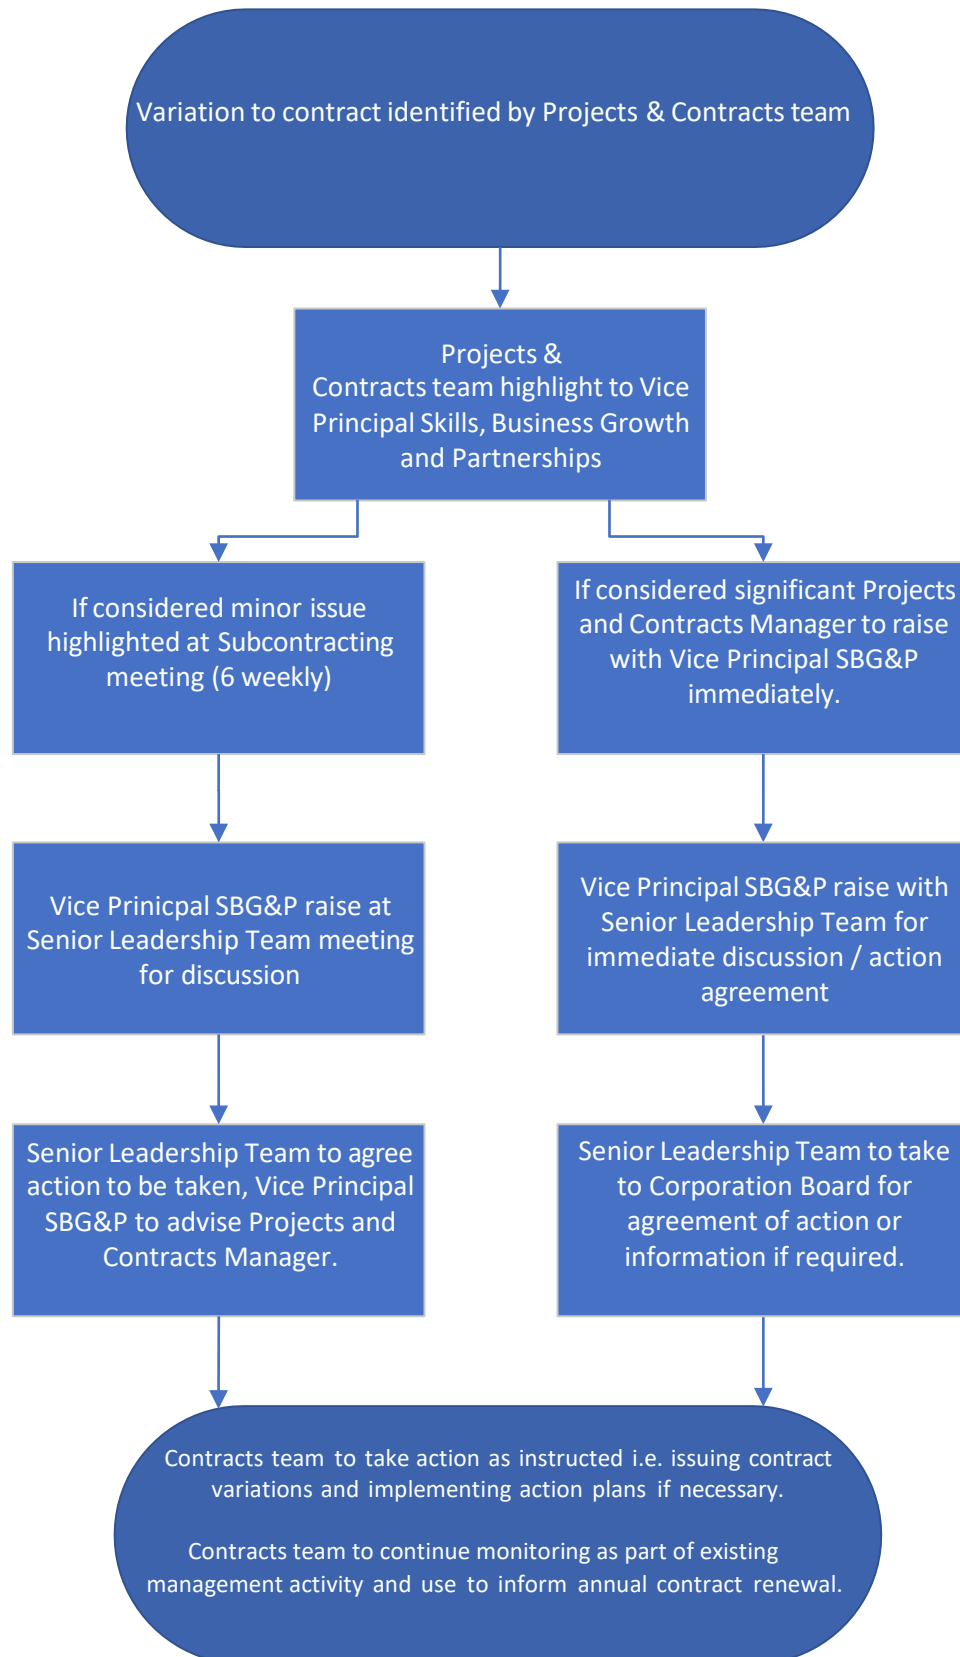 Variation to contract identified by Projects & Contracts team
Projects &
Contracts team highlight to Vice
Principal Skills, Business Growth
and Partnerships
If considered minor issue
highlighted at Subcontracting
meeting (6 weekly)
If considered significant Projects
and Contracts Manager to raise
with Vice Principal SBG&P
immediately.
Vice Prinicpal SBG&P raise at
Senior Leadership Team meeting
for discussion
Vice Principal SBG&P raise with
Senior Leadership Team for
immediate discussion / action
agreement
Senior Leadership Team to agree
action to be taken, Vice Principal
SBG&P to advise Projects and
Contracts Manager.
Senior Leadership Team to take
to Corporation Board for
agreement of action or
information if required.
Contracts team to take action as instructed i.e. issuing contract
variations and implementing action plans if necessary.
Contracts team to continue monitoring as part of existing
management activity and use to inform annual contract renewal.